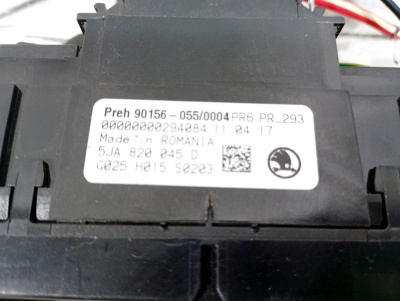 Preh 90156-055/0004 PR6 PR_293
00000000294084 11 04 17
Made in ROMANIA
5JA 820 045 D
G025 H015 S0203